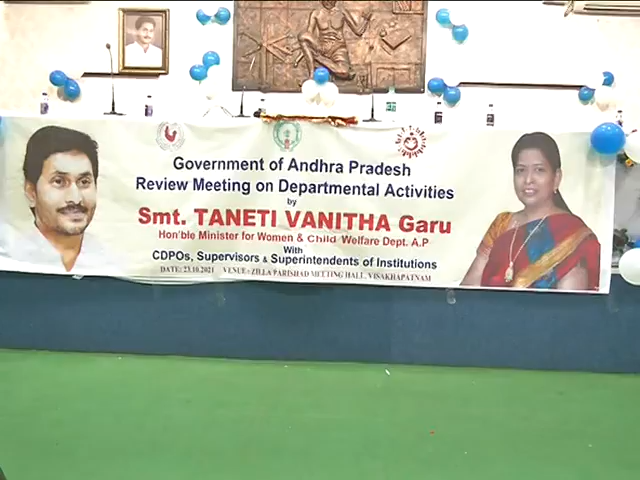 Government of Andhra Pradesh
Review Meeting on Departmental Activities
by
Smt. TANETI VANITHA Garu
Hon'ble Minister for Women & Child Welfare Dept. A.P
With
CDPOs, Supervisors & Superintendents of Institutions
DATE: 23.10.2021 VENUE: ZILLA PARISHAD MEETING HALL, VISAKHAPATNAM